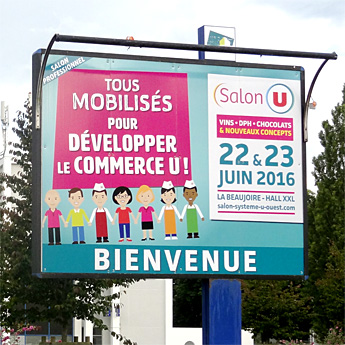 SALON
PROFESSIONNEL
TOUS
MOBILISÉS
POUR
DÉVELOPPER
LE COMMERCE U !
Salon U
VINS • DPH • CHOCOLATS
& NOUVEAUX CONCEPTS
22 & 23
JUIN 2016
LA BEAUJOIRE - HALL XXL
salon-systeme-u-ouest.com
BIENVENUE